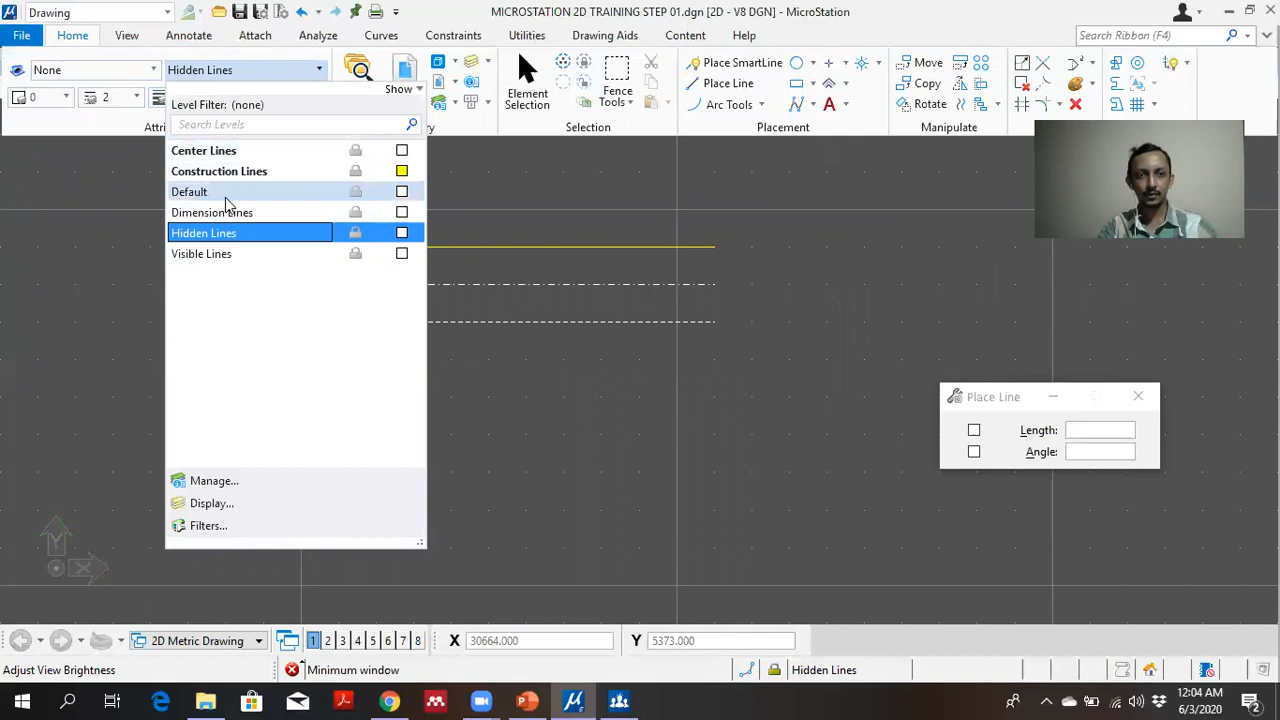 Drawing
MICROSTATION 2D TRAINING STEP 01.dgn [2D - V8 DGN] - MicroStation
File Home View Annotate Attach Analyze Curves Constraints Utilities Drawing Aids Content Help
Search Ribbon (F4)
None
Hidden Lines
0
2
Show
Level Filter: (none)
Search Levels
Center Lines
Construction Lines
Default
Dimension Lines
Hidden Lines
Visible Lines
Manage...
Display...
Filters...
Element
Selection
Fence
Tools
Selection
Place SmartLine
Place Line
Arc Tools
Placement
Move
Copy
Rotate
Manipulate
Place Line
Length:
Angle:
Y
X
2D Metric Drawing
1 2 3 4 5 6 7 8
X 30664.000
Y 5373.000
Adjust View Brightness
Minimum window
Hidden Lines
12:04 AM
6/3/2020
2